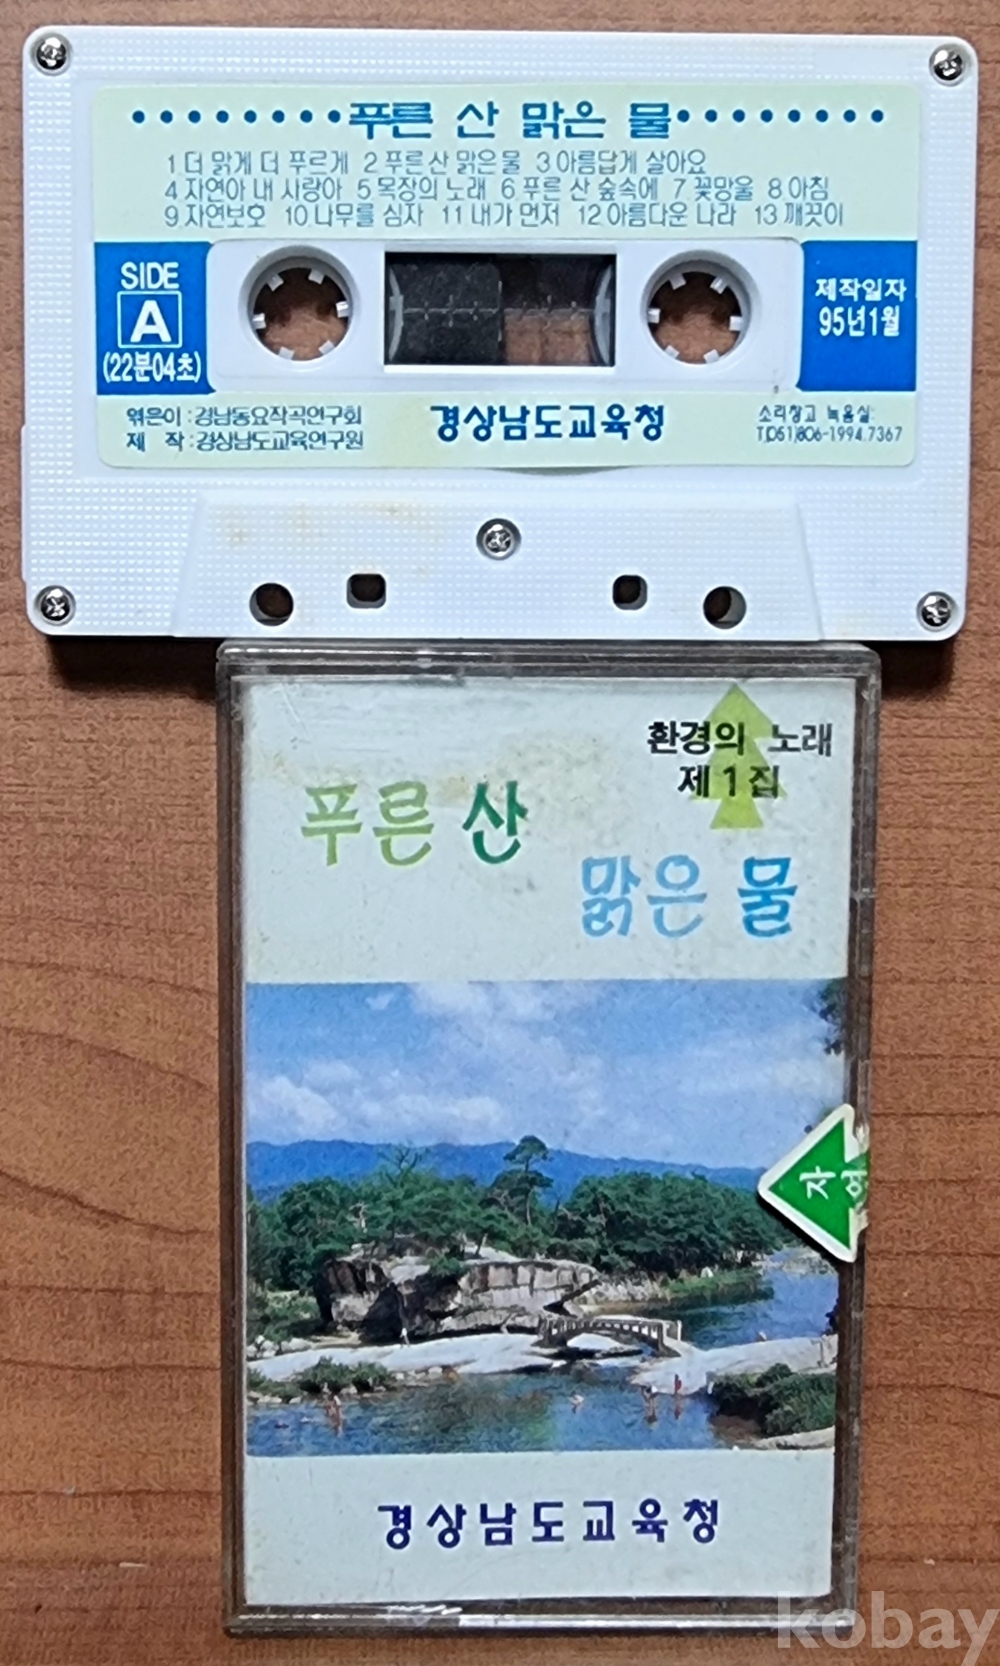 푸른 산 맑은 물
1 더 맑게 더 푸르게 2 푸른 산 맑은 물 3 아름답게 살아요
4 자연아 내 사랑아 5 목장의 노래 6 푸른 산 숲속에 7 꽃망울 8 아침
9 자연보호 10 나무를 심자 11 내가 먼저 12 아름다운 나라 13 깨끗이
SIDE
A
(22분04초)
제작일자
95년1월
엮은이 : 경남동요작곡연구회
제 작 : 경상남도교육연구원
경상남도교육청
소리창고 녹음실:
T.(051)806-1994.7367
환경의 노래
제 1 집
푸른 산
맑은 물
자연
경상남도교육청
kobay